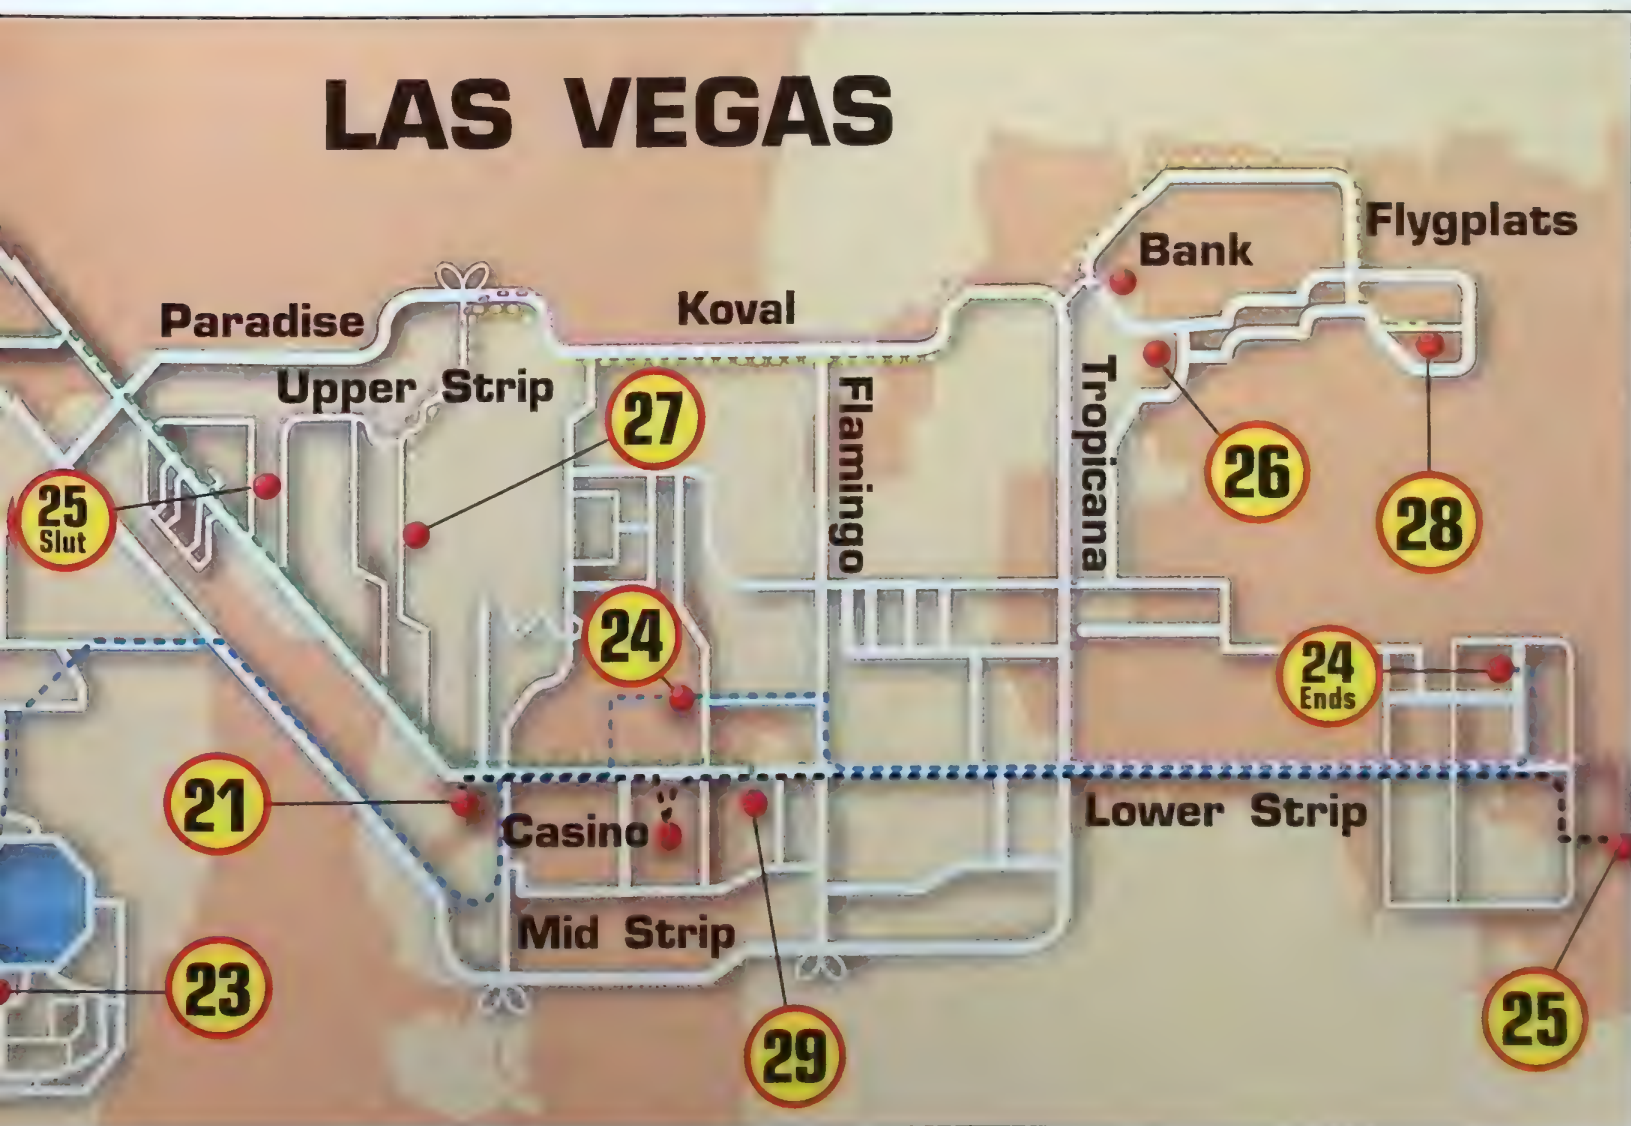 LAS VEGAS
Flygplats
Bank
Koval
Paradise
Upper Strip
27
Flamingo
Tropicana
26
25
Slut
28
24
24
Ends
21
Casino
Lower Strip
Mid Strip
23
29
25